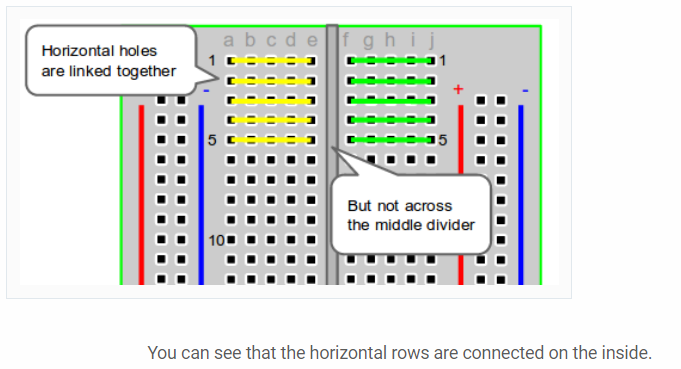 Horizontal holes
are linked together
a b c d e f g h i j
1 1
- + -
5 5
But not across
the middle divider
10
You can see that the horizontal rows are connected on the inside.